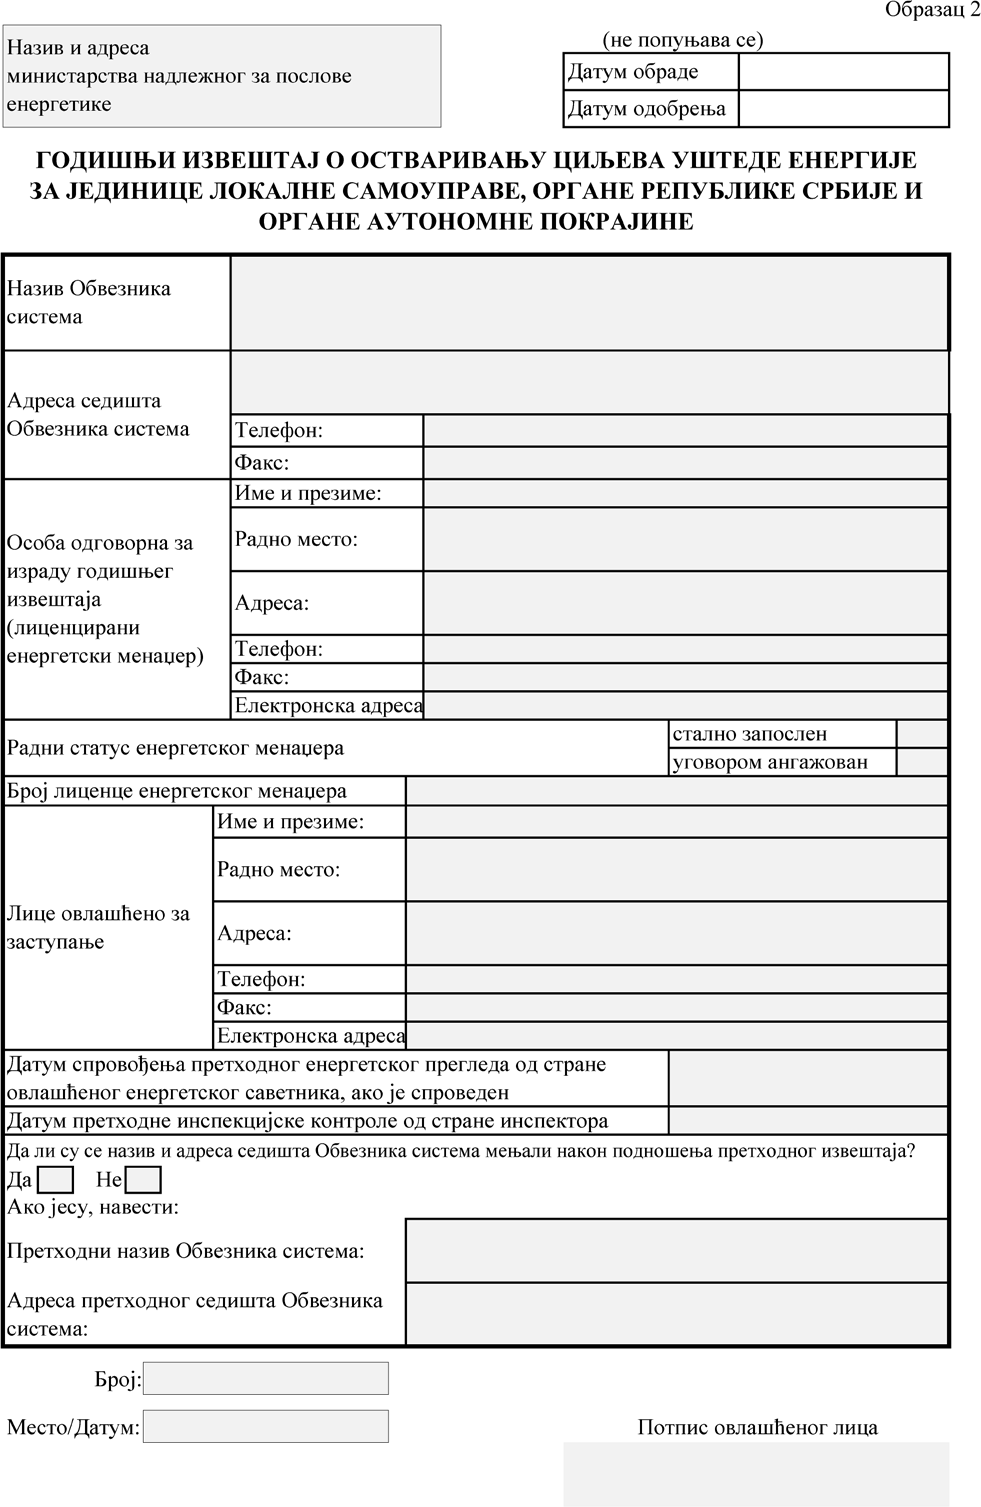 Образац 2
Назив и адреса
министарства надлежног за послове
енергетике
(не попуњава се)
Датум обраде
Датум одобрења
ГОДИШЊИ ИЗВЕШТАЈ О ОСТВАРИВАЊУ ЦИЉЕВА УШТЕДЕ ЕНЕРГИЈЕ
ЗА ЈЕДИНИЦЕ ЛОКАЛНЕ САМОУПРАВЕ, ОРГАНЕ РЕПУБЛИКЕ СРБИЈЕ И
ОРГАНЕ АУТОНОМНЕ ПОКРАЈИНЕ
Назив Обвезника
система
Адреса седишта
Обвезника система
Телефон:
Факс:
Особа одговорна за
израду годишњег
извештаја
(лиценцирани
енергетски менаџер)
Име и презиме:
Радно место:
Адреса:
Телефон:
Факс:
Електронска адреса
Радни статус енергетског менаџера
стално запослен
уговором ангажован
Број лиценце енергетског менаџера
Лице овлашћено за
заступање
Име и презиме:
Радно место:
Адреса:
Телефон:
Факс:
Електронска адреса
Датум спровођења претходног енергетског прегледа од стране
овлашћеног енергетског саветника, ако је спроведен
Датум претходне инспекцијске контроле од стране инспектора
Да ли су се назив и адреса седишта Обвезника система мењали након подношења претходног извештаја?
Да Не
Ако јесу, навести:
Претходни назив Обвезника система:
Адреса претходног седишта Обвезника
система:
Број:
Место/Датум:
Потпис овлашћеног лица